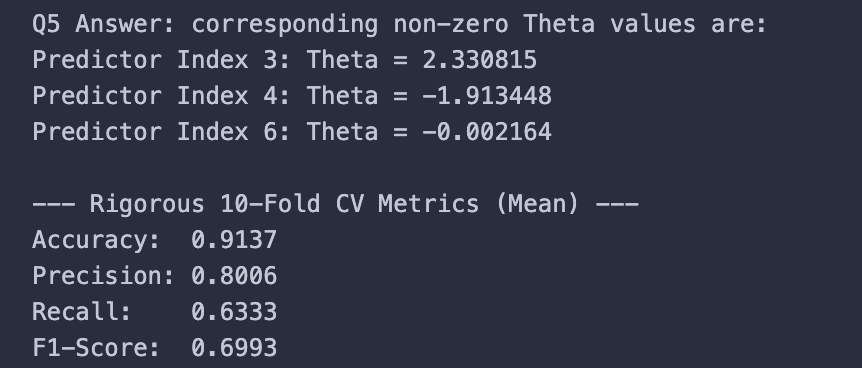 Q5 Answer: corresponding non-zero Theta values are:
Predictor Index 3: Theta = 2.330815
Predictor Index 4: Theta = -1.913448
Predictor Index 6: Theta = -0.002164
--- Rigorous 10-Fold CV Metrics (Mean) ---
Accuracy:  0.9137
Precision: 0.8006
Recall:    0.6333
F1-Score:  0.6993